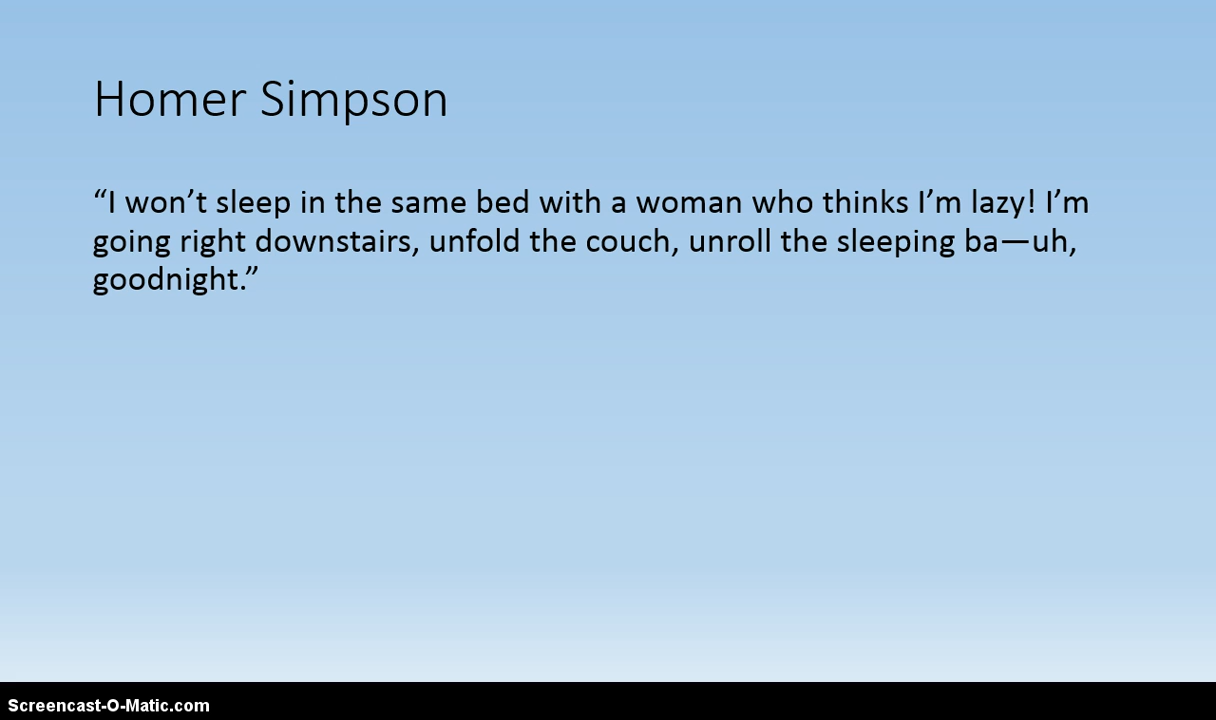 Homer Simpson
“I won’t sleep in the same bed with a woman who thinks I’m lazy! I’m
going right downstairs, unfold the couch, unroll the sleeping ba—uh,
goodnight.”
Screencast-O-Matic.com